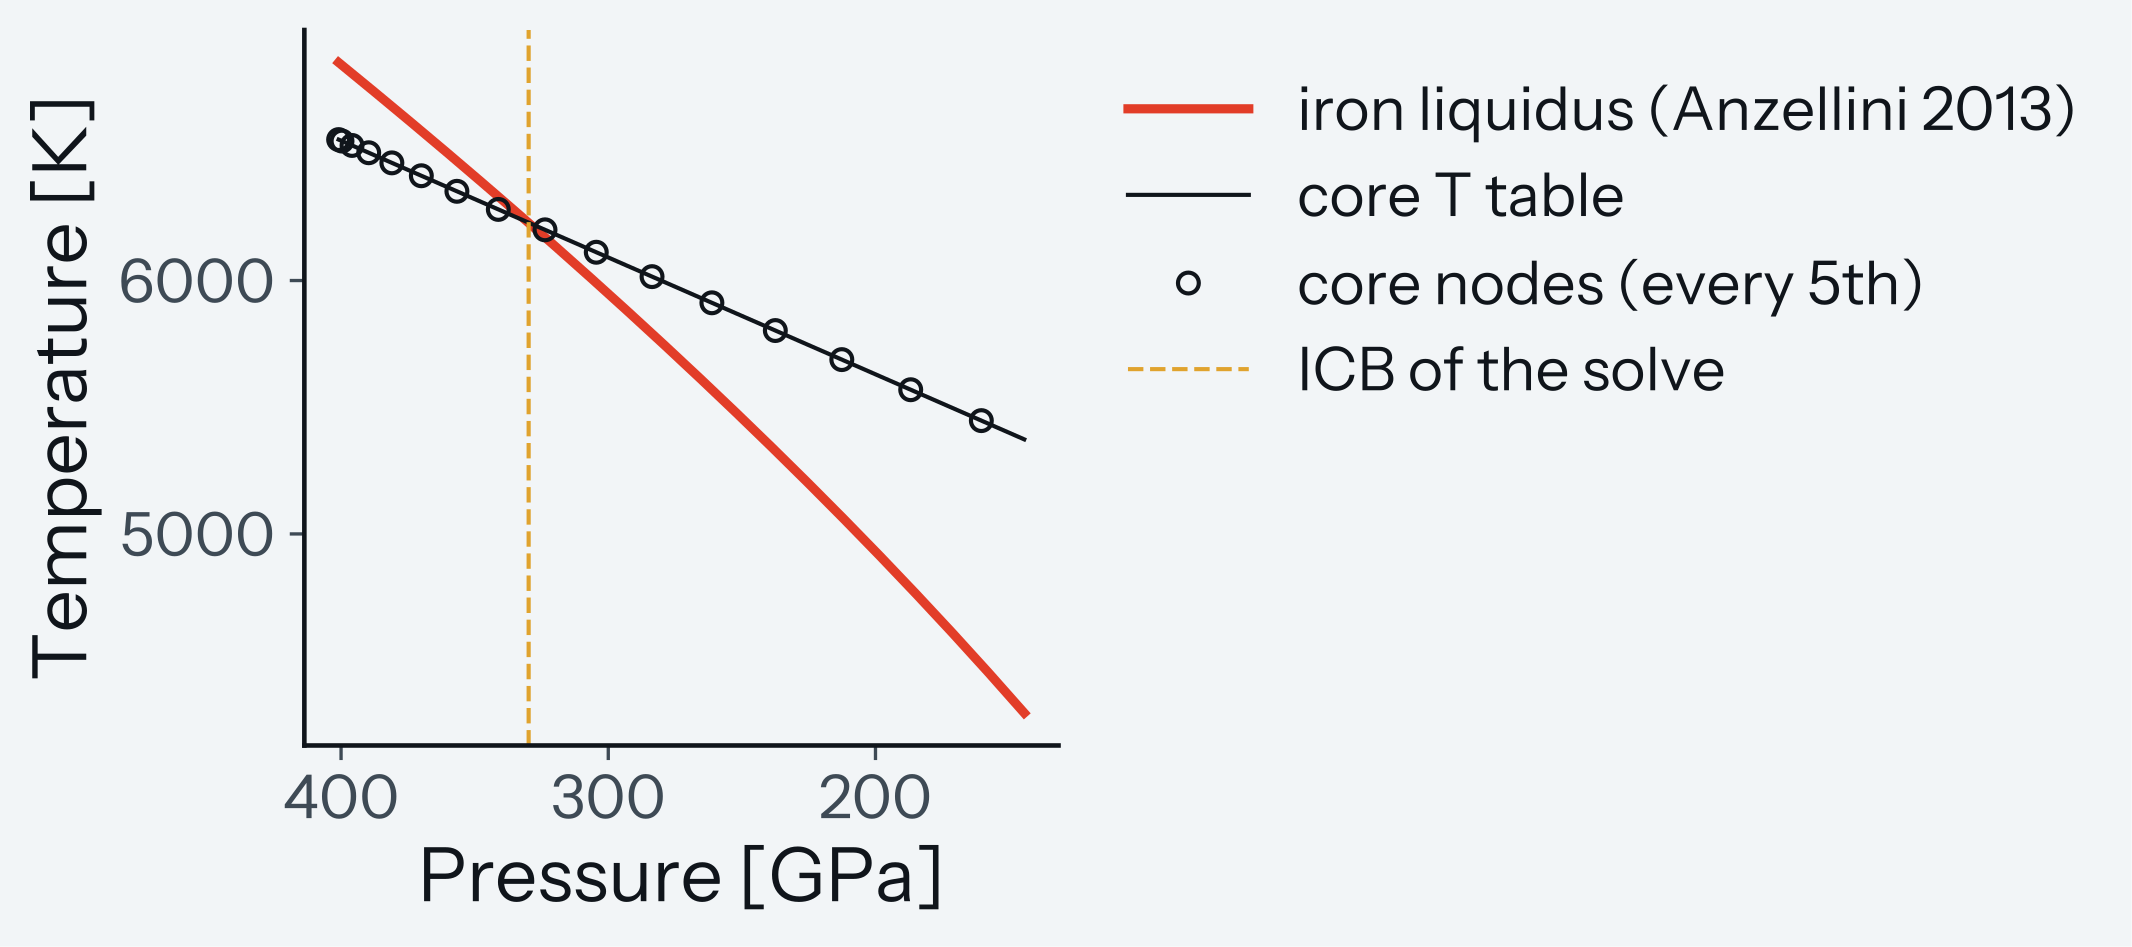 Temperature [K]
6000
5000
400 300 200
Pressure [GPa]
iron liquidus (Anzellini 2013)
core T table
core nodes (every 5th)
ICB of the solve